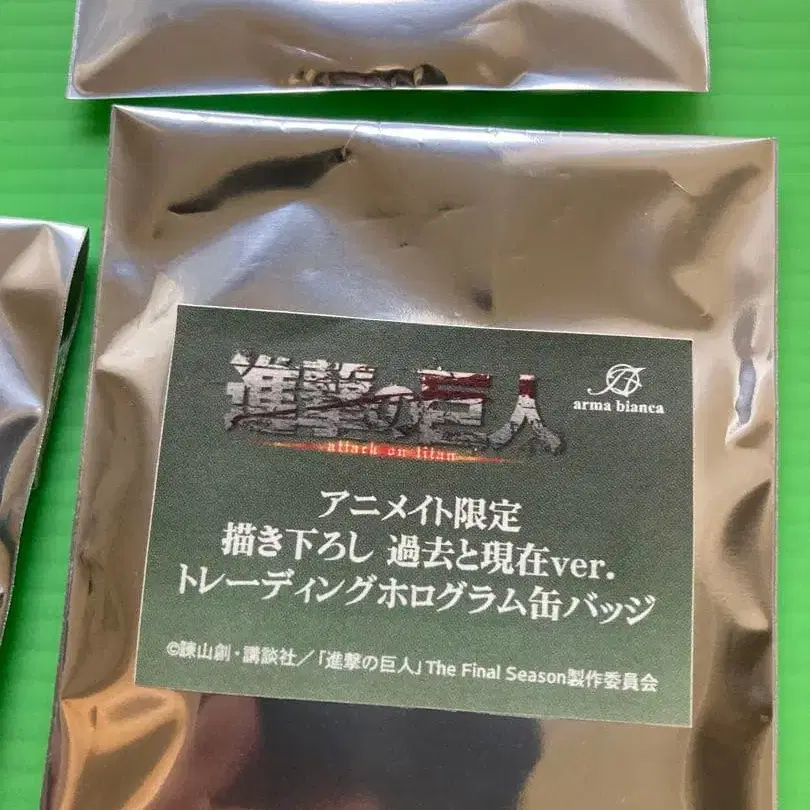 進撃の巨人
attack on titan
arma bianca
アニメイト限定
描き下ろし 過去と現在ver.
トレーディングホログラム缶バッジ
©諫山創・講談社／「進撃の巨人」The Final Season製作委員会